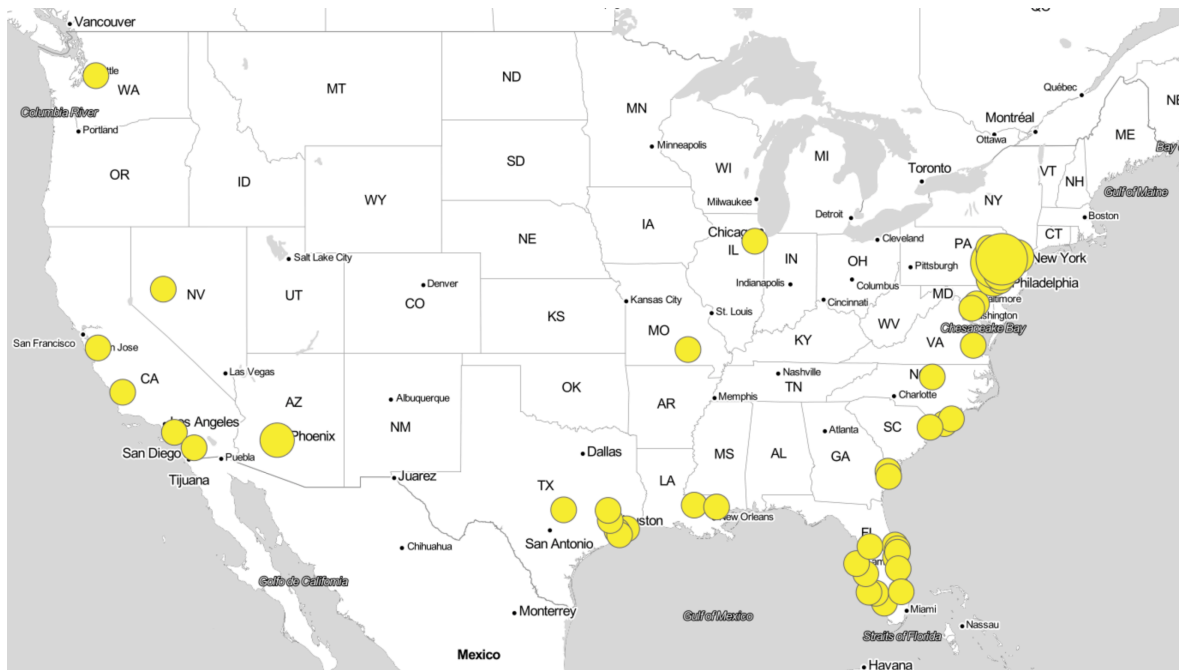 QC
Vancouver
Québec
WA
MT
ND
MN
Montréal
NE
Columbia River
Portland
Ottawa
ME
Minneapolis
Bay
OR
ID
SD
WI
MI
Toronto
VT
NH
Gulf of Maine
WY
Milwaukee
NY
Detroit
Boston
IA
Chicago
CT
NE
IL
Cleveland
PA
Salt Lake City
IN
OH
Pittsburgh
New York
NV
UT
Denver
Indianapolis
Columbus
Philadelphia
CO
Kansas City
Cincinnati
MD
St. Louis
WV
KS
MO
Chesapeake Bay
San Francisco
KY
VA
Las Vegas
CA
Nashville
TN
AZ
OK
Albuquerque
AR
Memphis
Charlotte
Los Angeles
NM
SC
Phoenix
Atlanta
San Diego
Puebla
Dallas
MS
AL
GA
Tijuana
Juarez
LA
TX
New Orleans
San Antonio
FL
Chihuahua
Golfo de California
Monterrey
Gulf of Mexico
Miami
Nassau
Straits of Florida
Mexico
Havana